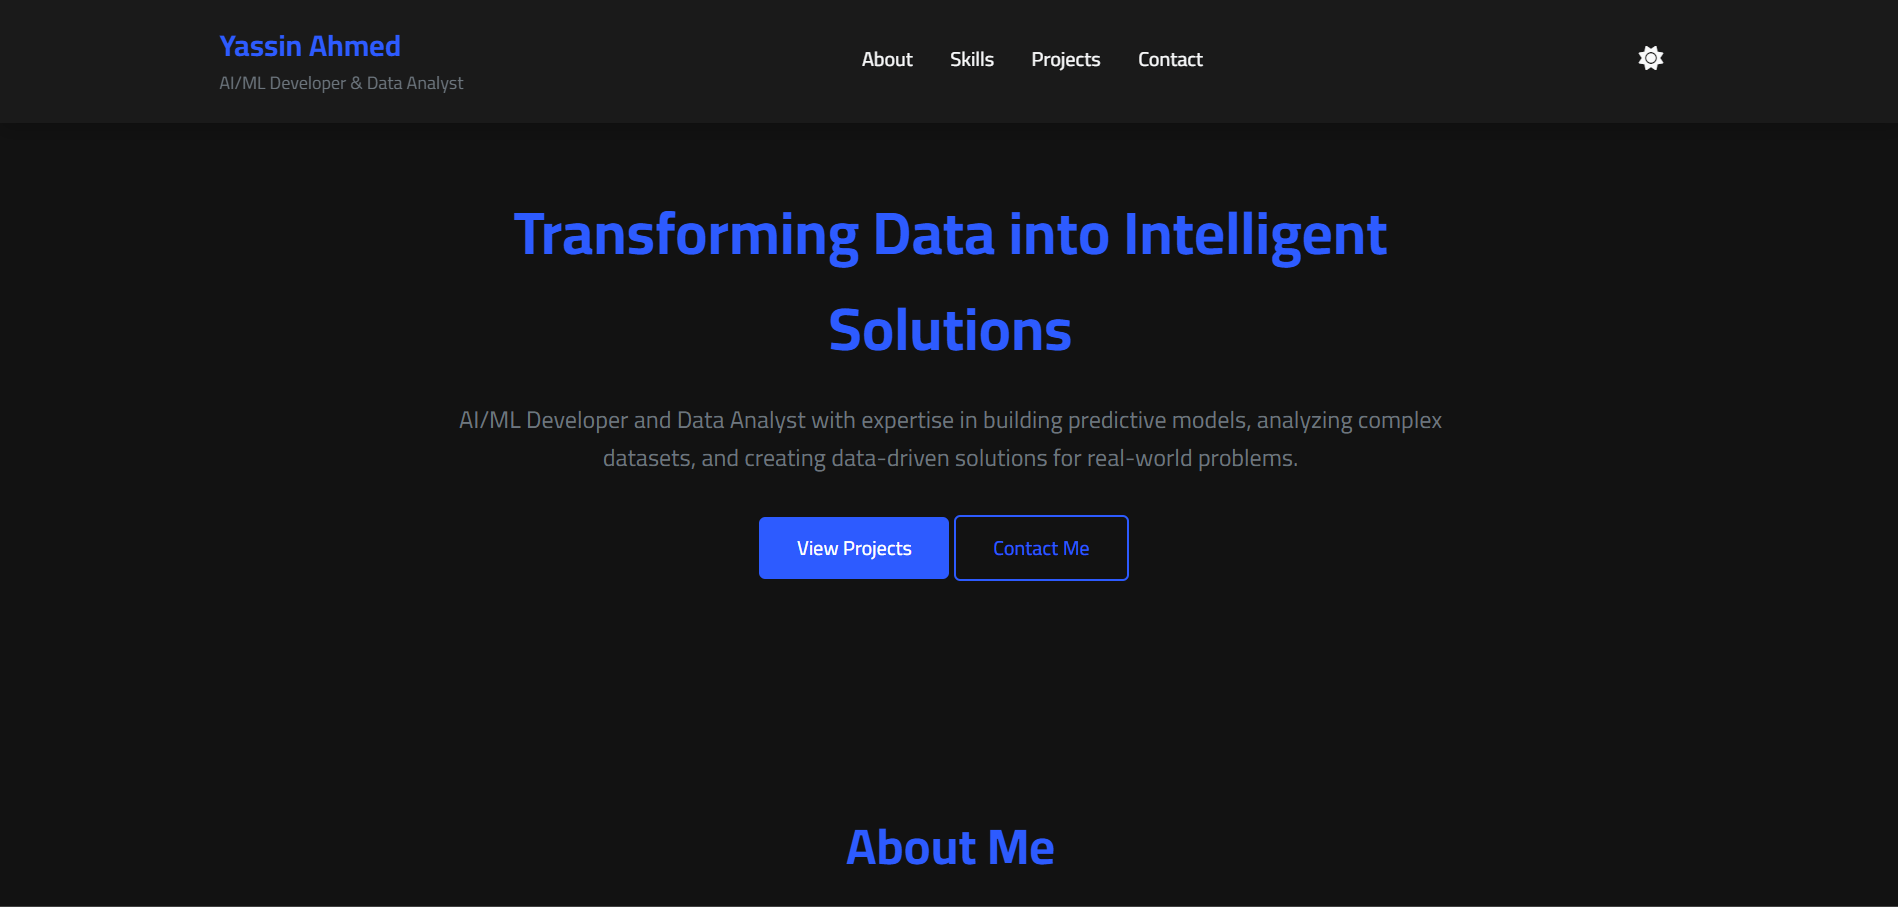 Yassin Ahmed
AI/ML Developer & Data Analyst
About
Skills
Projects
Contact
Transforming Data into Intelligent
Solutions
AI/ML Developer and Data Analyst with expertise in building predictive models, analyzing complex
datasets, and creating data-driven solutions for real-world problems.
View Projects
Contact Me
About Me